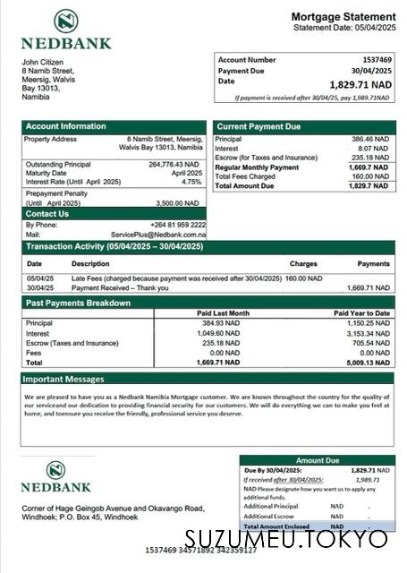 NEDBANK
Mortgage Statement
Statement Date: 05/04/2025
John Citizen
8 Namib Street,
Meersig, Walvis
Bay 13013,
Namibia
Account Number 1537469
Payment Due 30/04/2025
Date 1,829.71 NAD
If payment is received after 30/04/25, pay 1,989.71NAD
Account Information
Property Address 8 Namib Street, Meersig,
Walvis Bay 13013, Namibia
Outstanding Principal 264,776.43 NAD
Maturity Date April 2025
Interest Rate (Until April 2025) 4.75%
Prepayment Penalty
(Until April 2025) 3,500.00 NAD
Contact Us
By Phone: +264 81 959 2222
Mail: ServicePlus@Nedbank.com.na
Current Payment Due
Principal 386.46 NAD
Interest 8.07 NAD
Escrow (for Taxes and Insurance) 235.18 NAD
Regular Monthly Payment 1,669.7 NAD
Total Fees Charged 160.00 NAD
Total Amount Due 1,829.7 NAD
Transaction Activity (05/04/2025 – 30/04/2025)
Date Description Charges Payments
05/04/25 Late Fees (charged because payment was received after 30/04/2025) 160.00 NAD
30/04/25 Payment Received – Thank you 1,669.71 NAD
Past Payments Breakdown
Paid Last Month Paid Year to Date
Principal 384.93 NAD 1,150.25 NAD
Interest 1,049.60 NAD 3,153.34 NAD
Escrow (Taxes and Insurance) 235.18 NAD 705.54 NAD
Fees 0.00 NAD 0.00 NAD
Total 1,669.71 NAD 5,009.13 NAD
Important Messages
We are pleased to have you as a Nedbank Namibia Mortgage customer. We are known throughout the country for the quality of
our serviceand our dedication to providing financial security for our customers. We will do everything we can to make you feel at
home, and toensure you receive the friendly, professional service you deserve.
NEDBANK
Corner of Hage Geingob Avenue and Okavango Road,
Windhoek; P.O. Box 45, Windhoek
Amount Due
Due By 30/04/2025: 1,829.71 NAD
If received after 30/04/2025: 1,989.71
NAD Please designate how you want us to apply any
additional funds.
Additional Principal NAD -
Additional Escrow NAD -
Total Amount Enclosed NAD -
SUZUMEU.TOKYO
1537469 34571892 342359127